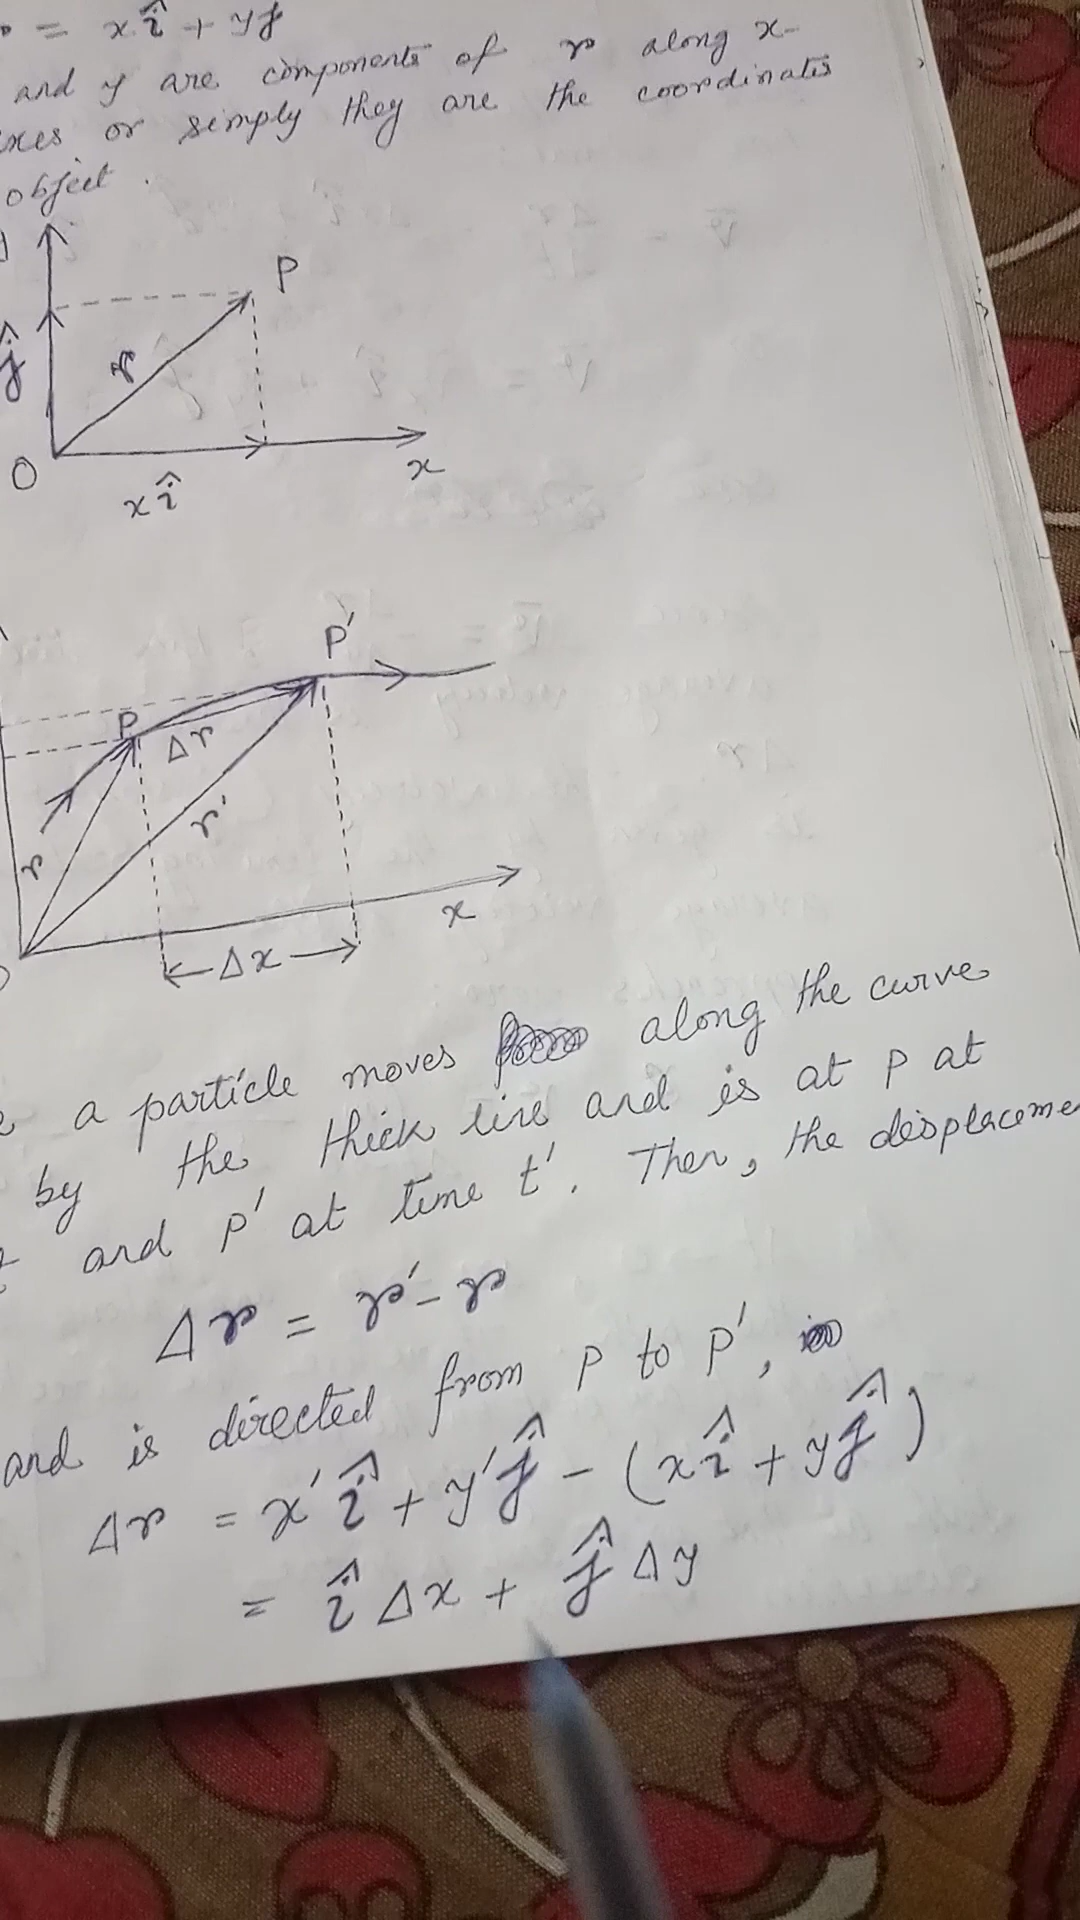 = x î + y ĵ
and y are components of r along x-
xes or simply they are the coordinates
object.
P
ĵ
r
O
x î
x
P'
P
Δr
r'
r
x
Δx
a particle moves along the curve
by the thick line and is at P at
and P' at time t'. Then, the displaceme
Δr = r' - r
and is directed from P to P',
Δr = x' î + y' ĵ - (x î + y ĵ)
= î Δx + ĵ Δy